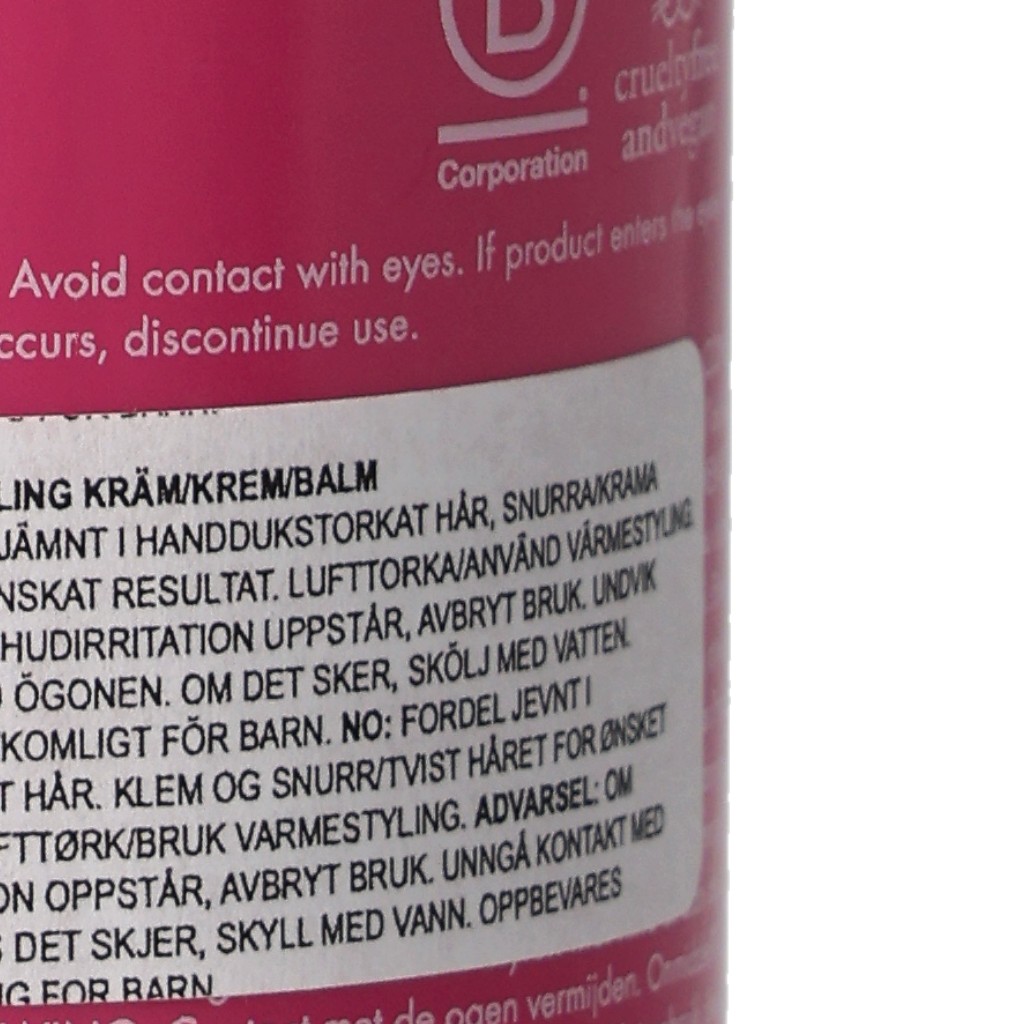 B
Corporation
crueltyfree
andvegan
Avoid contact with eyes. If product enters the
ccurs, discontinue use.
LING KRÄM/KREM/BALM
JÄMNT I HANDDUKSTORKAT HÅR, SNURRA/KRAMA
NSKAT RESULTAT. LUFTTORKA/ANVÄND VÄRMESTYLING.
HUDIRRITATION UPPSTÅR, AVBRYT BRUK. UNDVIK
ÖGONEN. OM DET SKER, SKÖLJ MED VATTEN.
KOMLIGT FÖR BARN. NO: FORDEL JEVNT I
T HÅR. KLEM OG SNURR/TVIST HÅRET FOR ØNSKET
FTTØRK/BRUK VARMESTYLING. ADVARSEL: OM
ON OPPSTÅR, AVBRYT BRUK. UNNGÅ KONTAKT MED
S DET SKJER, SKYLL MED VANN. OPPBEVARES
IG FOR BARN
met de ogen vermijden.